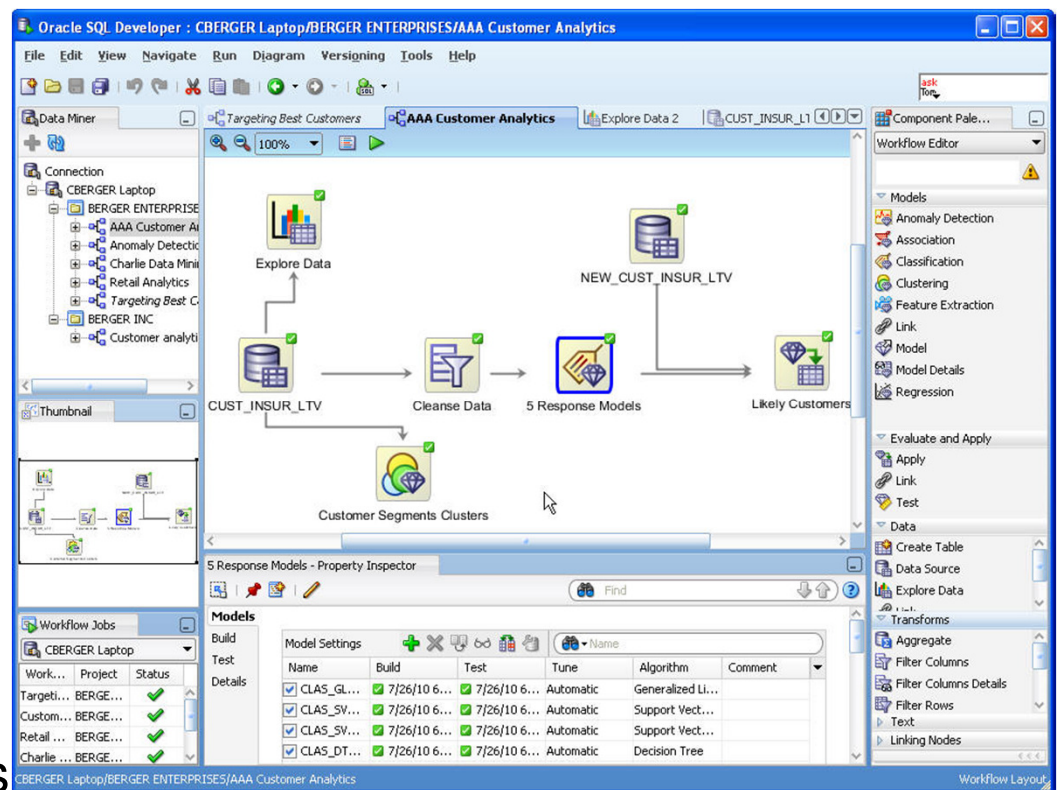 Oracle SQL Developer : CBERGER Laptop/BERGER ENTERPRISES/AAA Customer Analytics
File Edit View Navigate Run Diagram Versioning Tools Help
ask Tom
Data Miner
Connection
CBERGER Laptop
BERGER ENTERPRISE
AAA Customer A
Anomaly Detectic
Charlie Data Mini
Retail Analytics
Targeting Best C
BERGER INC
Customer analyti
Thumbnail
Workflow Jobs
CBERGER Laptop
Work... Project Status
Targeti... BERGE...
Custom... BERGE...
Retail ... BERGE...
Charlie ... BERGE...
Targeting Best Customers AAA Customer Analytics Explore Data 2 CUST_INSUR_L1
100%
Explore Data
NEW_CUST_INSUR_LTV
CUST_INSUR_LTV
Cleanse Data
5 Response Models
Likely Customers
Customer Segments Clusters
5 Response Models - Property Inspector
Find
Models
Build
Test
Details
Model Settings
Name
Name Build Test Tune Algorithm Comment
CLAS_GL... 7/26/10 6... 7/26/10 6... Automatic Generalized Li...
CLAS_SV... 7/26/10 6... 7/26/10 6... Automatic Support Vect...
CLAS_SV... 7/26/10 6... 7/26/10 6... Automatic Support Vect...
CLAS_DT... 7/26/10 6... 7/26/10 6... Automatic Decision Tree
Component Pale...
Workflow Editor
Models
Anomaly Detection
Association
Classification
Clustering
Feature Extraction
Link
Model
Model Details
Regression
Evaluate and Apply
Apply
Link
Test
Data
Create Table
Data Source
Explore Data
Transforms
Aggregate
Filter Columns
Filter Columns Details
Filter Rows
Text
Linking Nodes
s
CBERGER Laptop/BERGER ENTERPRISES/AAA Customer Analytics
Workflow Layout